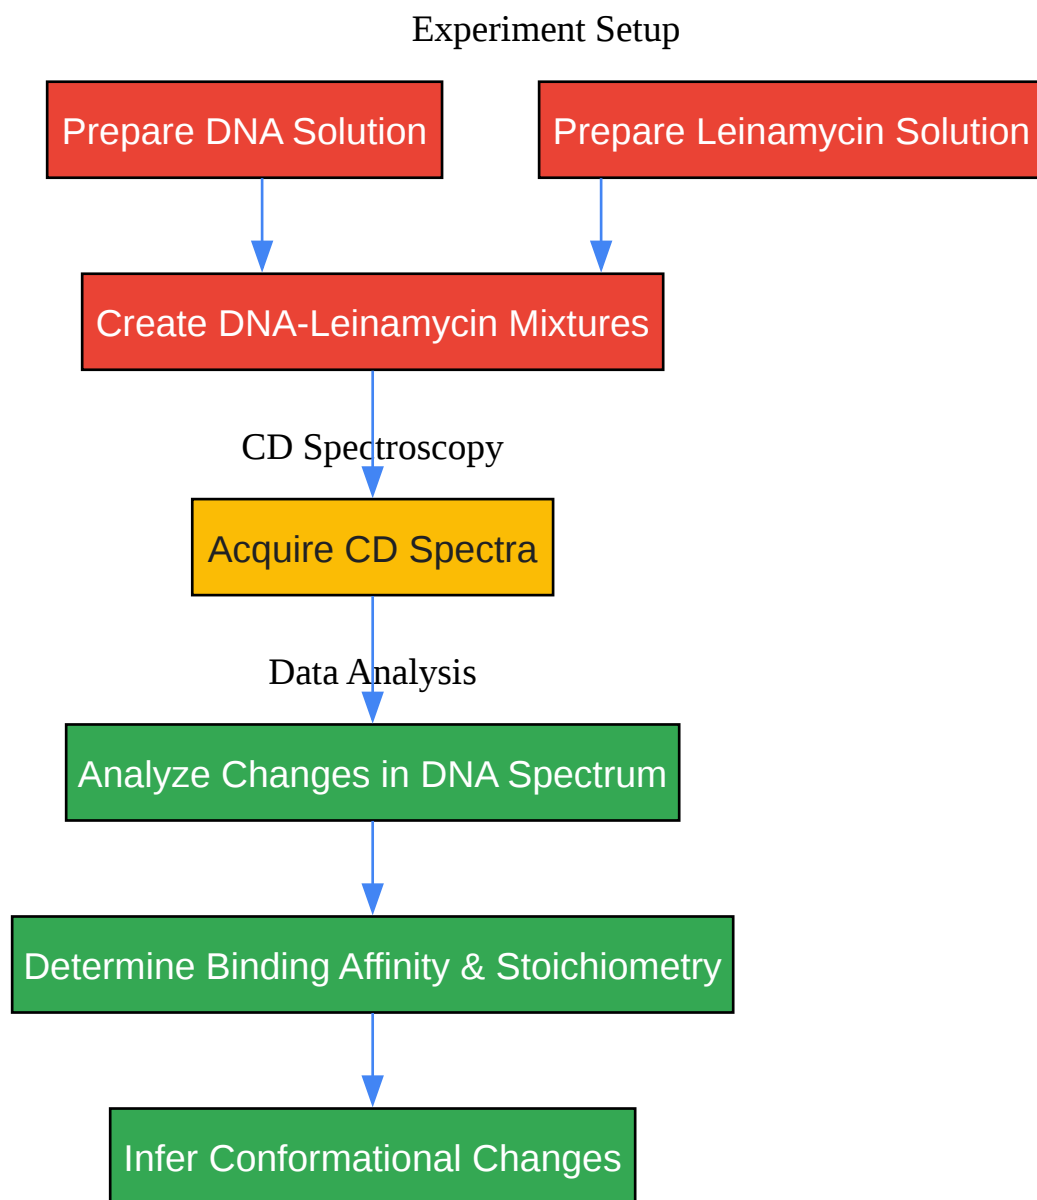 Experiment Setup
Prepare DNA Solution
Prepare Leinamycin Solution
Create DNA-Leinamycin Mixtures
CD Spectroscopy
Acquire CD Spectra
Data Analysis
Analyze Changes in DNA Spectrum
Determine Binding Affinity & Stoichiometry
Infer Conformational Changes